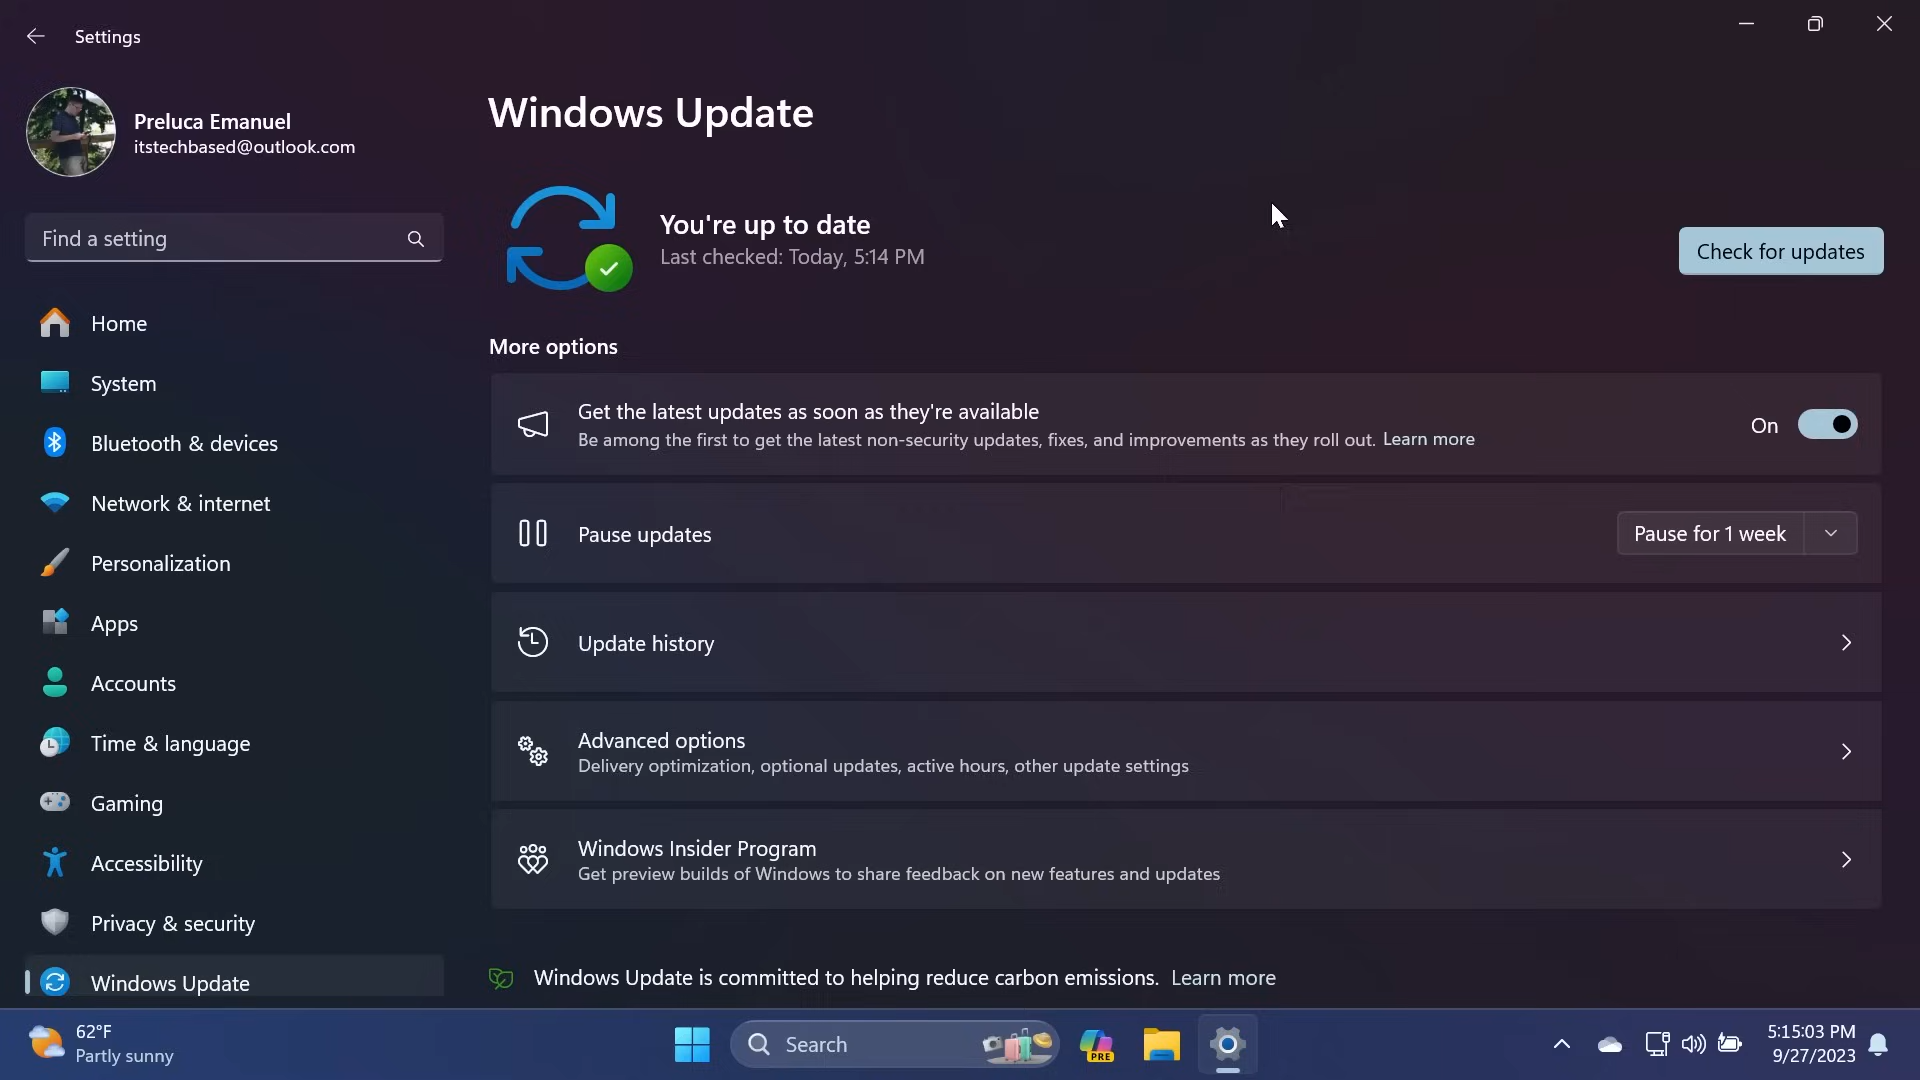 Settings
Preluca Emanuel
itstechbased@outlook.com
Find a setting
Home
System
Bluetooth & devices
Network & internet
Personalization
Apps
Accounts
Time & language
Gaming
Accessibility
Privacy & security
Windows Update
Windows Update
You're up to date
Last checked: Today, 5:14 PM
Check for updates
More options
Get the latest updates as soon as they're available
Be among the first to get the latest non-security updates, fixes, and improvements as they roll out. Learn more
On
Pause updates
Pause for 1 week
Update history
Advanced options
Delivery optimization, optional updates, active hours, other update settings
Windows Insider Program
Get preview builds of Windows to share feedback on new features and updates
Windows Update is committed to helping reduce carbon emissions. Learn more
62°F
Partly sunny
Search
PRE
5:15:03 PM
9/27/2023